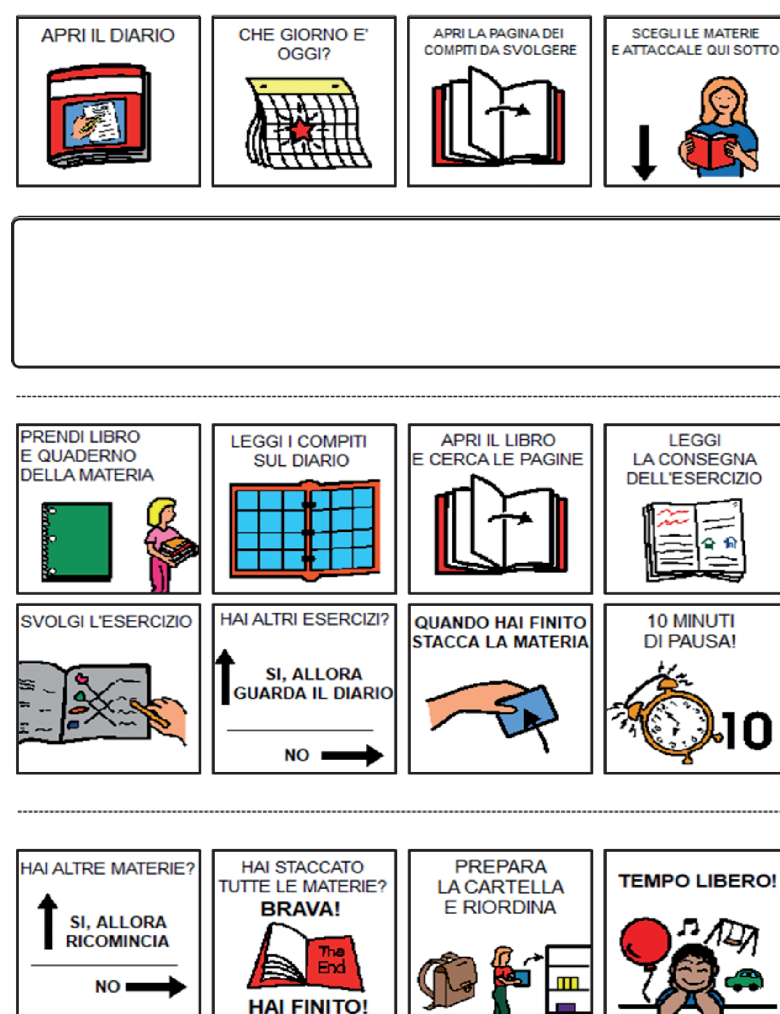 APRI IL DIARIO
CHE GIORNO E'
OGGI?
APRI LA PAGINA DEI
COMPITI DA SVOLGERE
SCEGLI LE MATERIE
E ATTACCALE QUI SOTTO
PRENDI LIBRO
E QUADERNO
DELLA MATERIA
LEGGI I COMPITI
SUL DIARIO
APRI IL LIBRO
E CERCA LE PAGINE
LEGGI
LA CONSEGNA
DELL'ESERCIZIO
SVOLGI L'ESERCIZIO
HAI ALTRI ESERCIZI?
SI, ALLORA
GUARDA IL DIARIO
NO
QUANDO HAI FINITO
STACCA LA MATERIA
10 MINUTI
DI PAUSA!
10
HAI ALTRE MATERIE?
SI, ALLORA
RICOMINCIA
NO
HAI STACCATO
TUTTE LE MATERIE?
BRAVA!
The
End
HAI FINITO!
PREPARA
LA CARTELLA
E RIORDINA
TEMPO LIBERO!